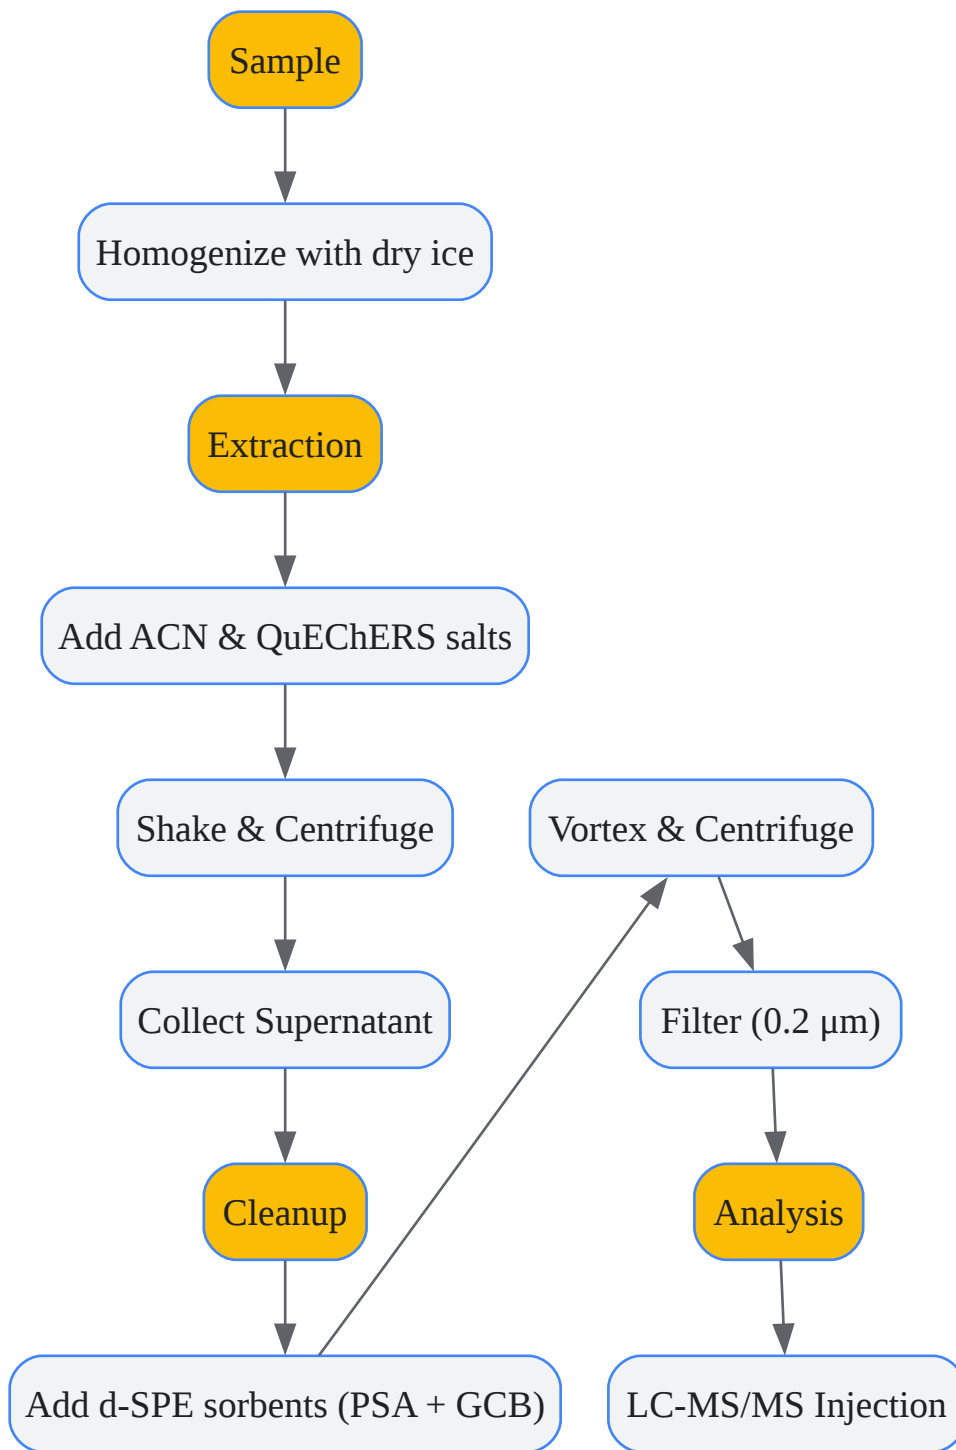 Sample
Homogenize with dry ice
Extraction
Add ACN & QuEChERS salts
Shake & Centrifuge
Collect Supernatant
Cleanup
Add d-SPE sorbents (PSA + GCB)
Vortex & Centrifuge
Filter (0.2 μm)
Analysis
LC-MS/MS Injection